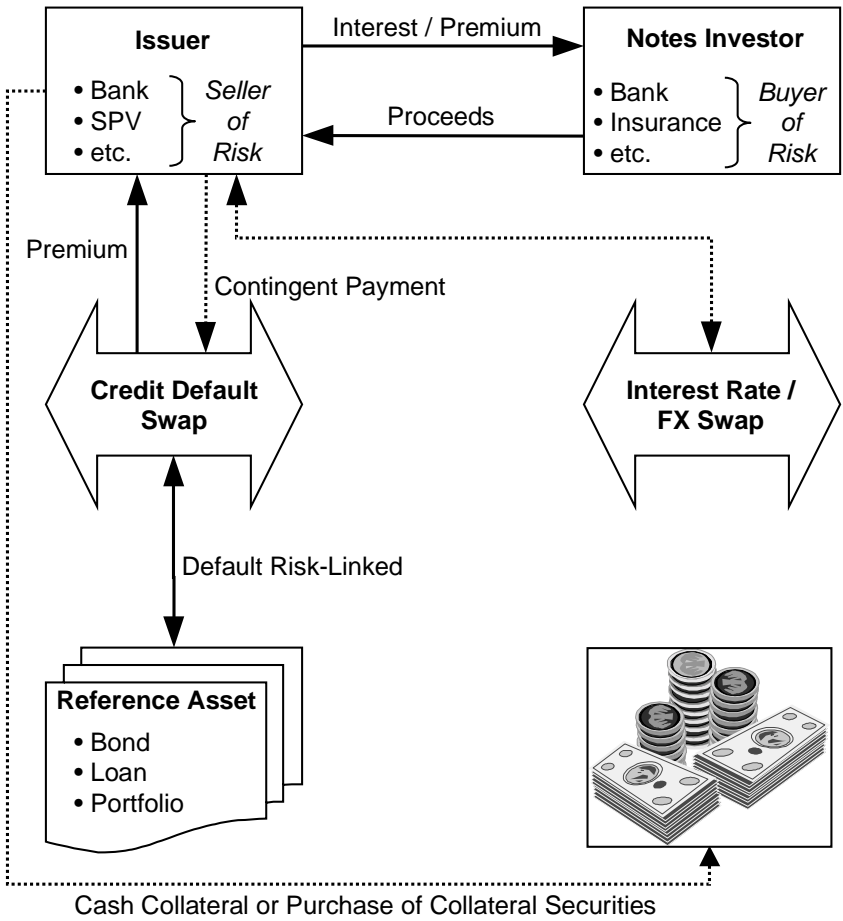 Issuer
• Bank
• SPV
• etc.
Seller
of
Risk
Interest / Premium
Proceeds
Notes Investor
• Bank
• Insurance
• etc.
Buyer
of
Risk
Premium
Contingent Payment
Credit Default
Swap
Interest Rate /
FX Swap
Default Risk-Linked
Reference Asset
• Bond
• Loan
• Portfolio
Cash Collateral or Purchase of Collateral Securities